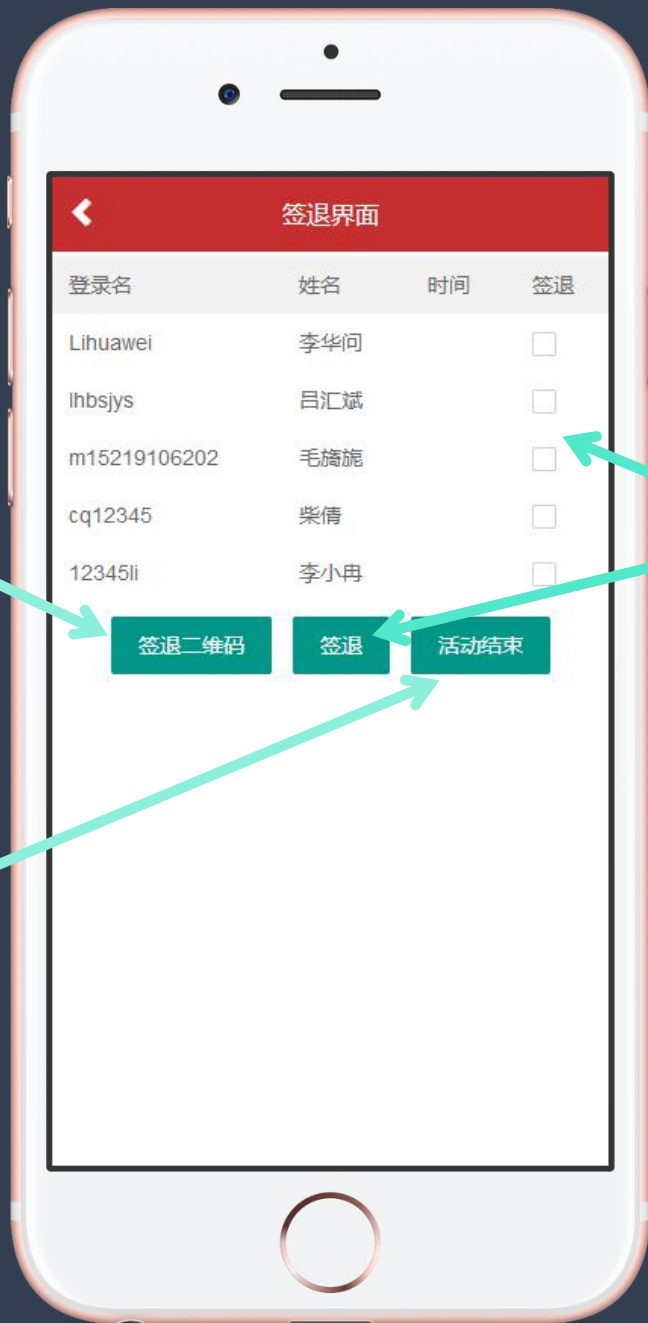 签退界面
登录名 姓名 时间 签退
Lihuawei 李华问
lhbsjys 吕汇斌
m15219106202 毛旖旎
cq12345 柴倩
12345li 李小冉
签退二维码 签退 活动结束